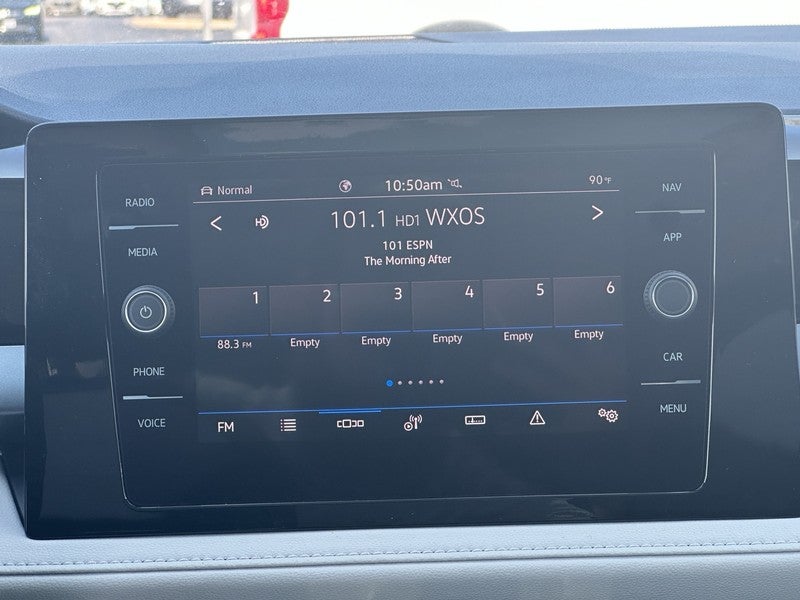 RADIO
MEDIA
PHONE
VOICE
Normal
10:50am
90°F
< 101.1 HD1 WXOS >
101 ESPN
The Morning After
1 2 3 4 5 6
88.3 FM Empty Empty Empty Empty Empty
FM
NAV
APP
CAR
MENU